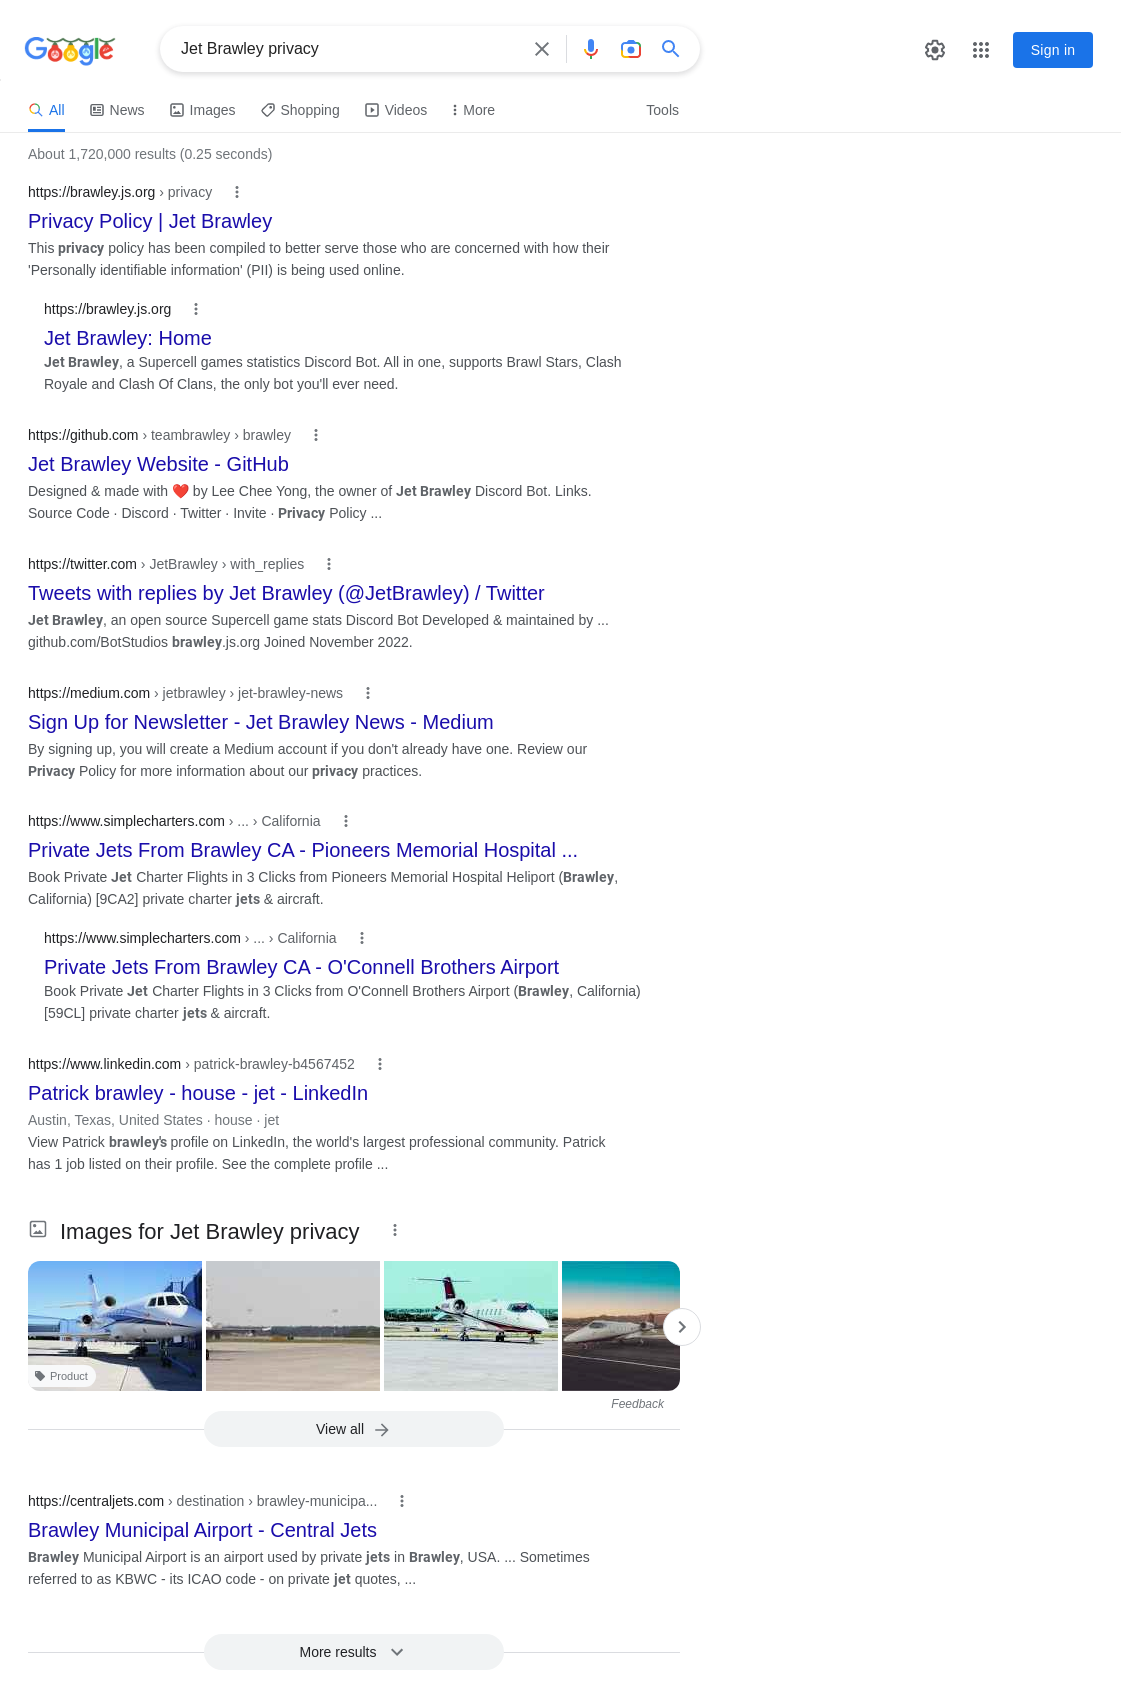 Google
Jet Brawley privacy
Sign in
All
News
Images
Shopping
Videos
More
Tools
About 1,720,000 results (0.25 seconds)
https://brawley.js.org › privacy
Privacy Policy | Jet Brawley
This privacy policy has been compiled to better serve those who are concerned with how their
'Personally identifiable information' (PII) is being used online.
https://brawley.js.org
Jet Brawley: Home
Jet Brawley, a Supercell games statistics Discord Bot. All in one, supports Brawl Stars, Clash
Royale and Clash Of Clans, the only bot you'll ever need.
https://github.com › teambrawley › brawley
Jet Brawley Website - GitHub
Designed & made with ❤️ by Lee Chee Yong, the owner of Jet Brawley Discord Bot. Links.
Source Code · Discord · Twitter · Invite · Privacy Policy ...
https://twitter.com › JetBrawley › with_replies
Tweets with replies by Jet Brawley (@JetBrawley) / Twitter
Jet Brawley, an open source Supercell game stats Discord Bot Developed & maintained by ...
github.com/BotStudios brawley.js.org Joined November 2022.
https://medium.com › jetbrawley › jet-brawley-news
Sign Up for Newsletter - Jet Brawley News - Medium
By signing up, you will create a Medium account if you don't already have one. Review our
Privacy Policy for more information about our privacy practices.
https://www.simplecharters.com › ... › California
Private Jets From Brawley CA - Pioneers Memorial Hospital ...
Book Private Jet Charter Flights in 3 Clicks from Pioneers Memorial Hospital Heliport (Brawley,
California) [9CA2] private charter jets & aircraft.
https://www.simplecharters.com › ... › California
Private Jets From Brawley CA - O'Connell Brothers Airport
Book Private Jet Charter Flights in 3 Clicks from O'Connell Brothers Airport (Brawley, California)
[59CL] private charter jets & aircraft.
https://www.linkedin.com › patrick-brawley-b4567452
Patrick brawley - house - jet - LinkedIn
Austin, Texas, United States · house · jet
View Patrick brawley's profile on LinkedIn, the world's largest professional community. Patrick
has 1 job listed on their profile. See the complete profile ...
Images for Jet Brawley privacy
Product
Feedback
View all
https://centraljets.com › destination › brawley-municipa...
Brawley Municipal Airport - Central Jets
Brawley Municipal Airport is an airport used by private jets in Brawley, USA. ... Sometimes
referred to as KBWC - its ICAO code - on private jet quotes, ...
More results